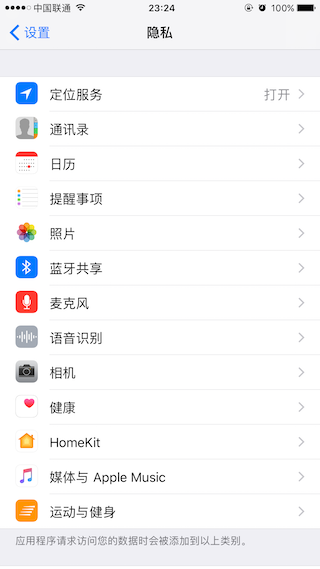 中国联通 23:24 100%
设置 隐私
定位服务 打开
通讯录
日历
提醒事项
照片
蓝牙共享
麦克风
语音识别
相机
健康
HomeKit
媒体与 Apple Music
运动与健身
应用程序请求访问您的数据时会被添加到以上类别。